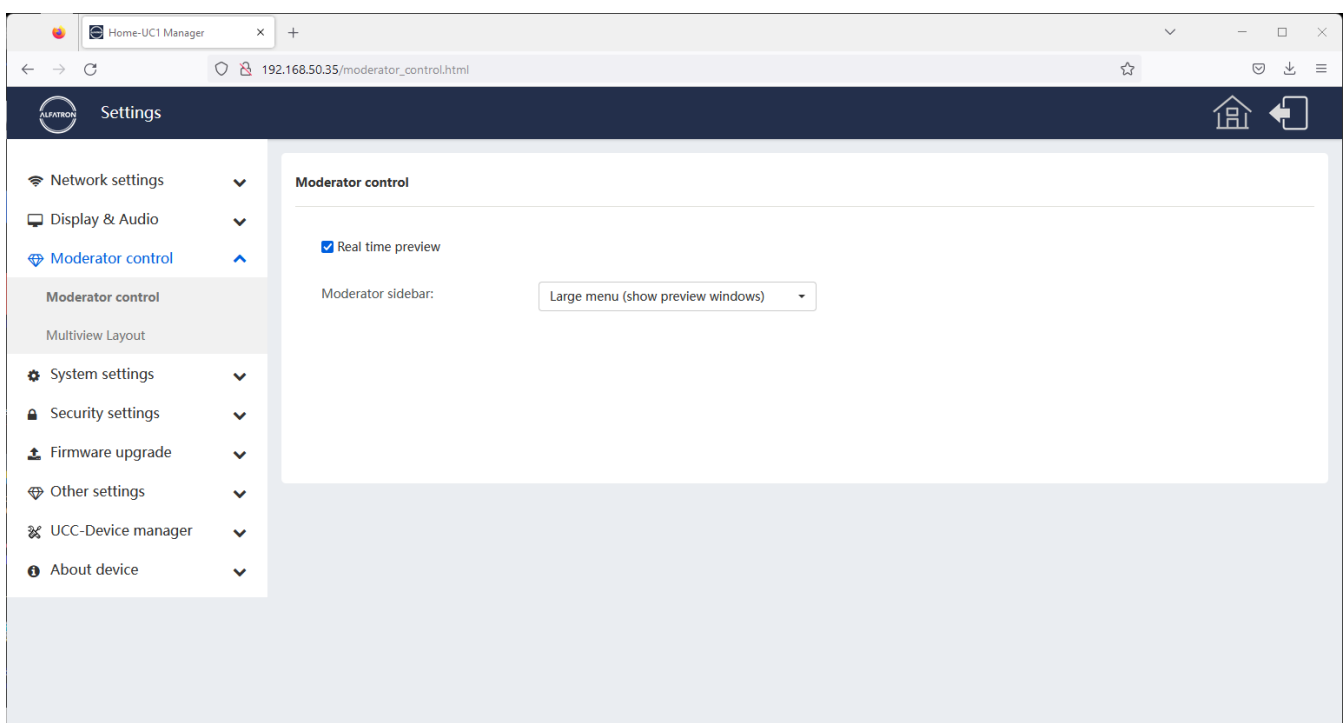 Home-UC1 Manager
192.168.50.35/moderator_control.html
ALFATRON
Settings
Network settings
Display & Audio
Moderator control
Moderator control
Multiview Layout
System settings
Security settings
Firmware upgrade
Other settings
UCC-Device manager
About device
Moderator control
Real time preview
Moderator sidebar:
Large menu (show preview windows)